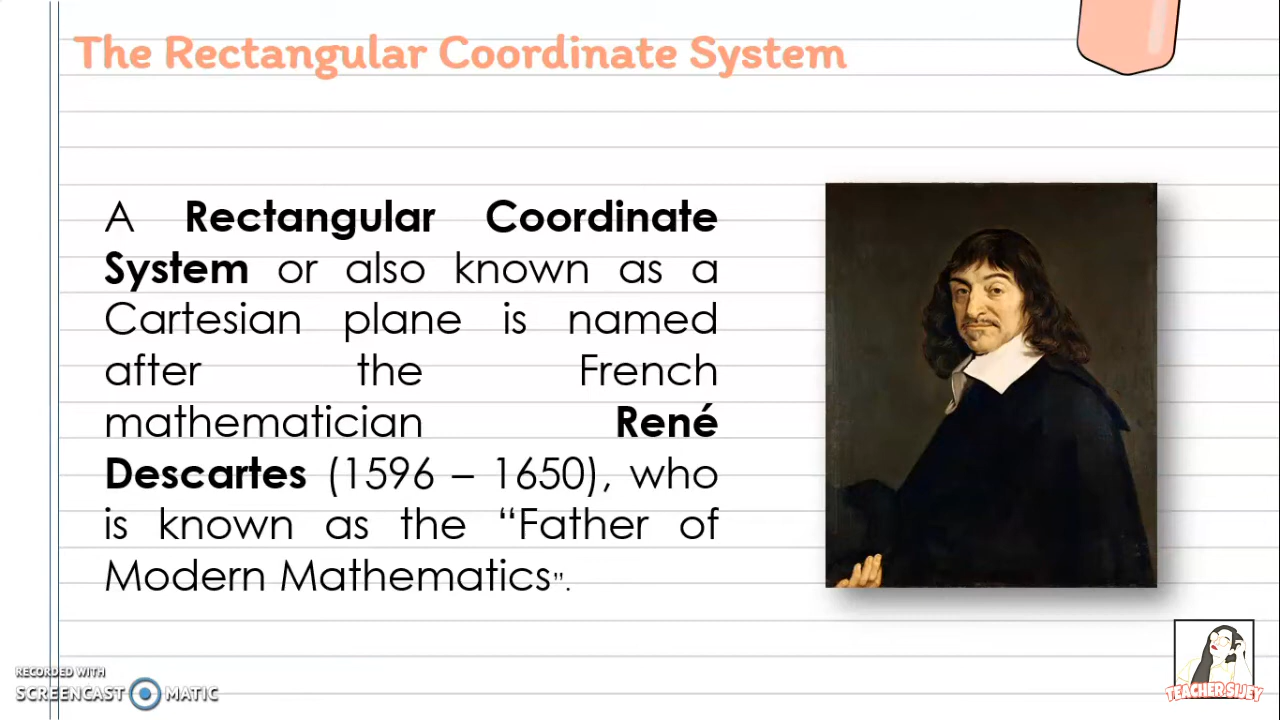 The Rectangular Coordinate System
A Rectangular Coordinate
System or also known as a
Cartesian plane is named
after the French
mathematician René
Descartes (1596 – 1650), who
is known as the “Father of
Modern Mathematics”.
RECORDED WITH
SCREENCAST MATIC
TEACHER.SIJEY